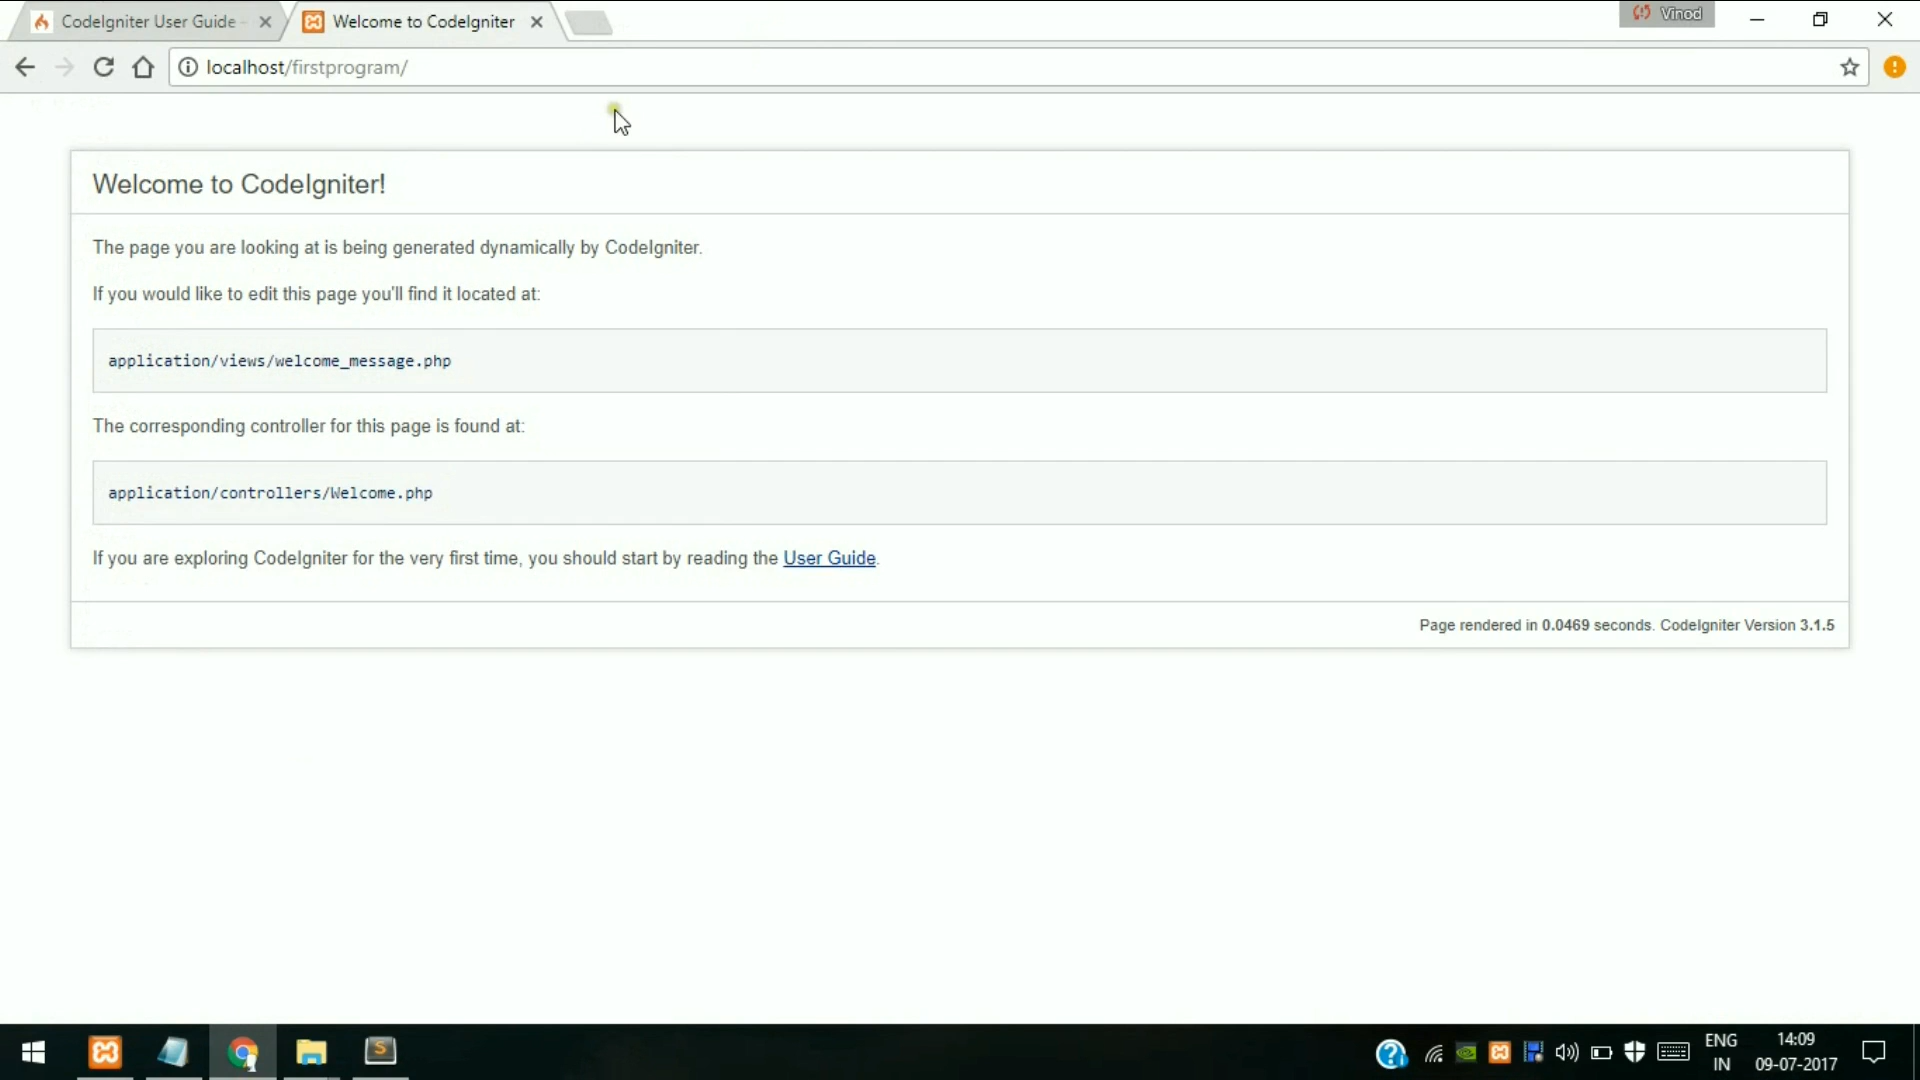 CodeIgniter User Guide -
Welcome to CodeIgniter
Vinod
localhost/firstprogram/
Welcome to CodeIgniter!
The page you are looking at is being generated dynamically by CodeIgniter.
If you would like to edit this page you'll find it located at:
application/views/welcome_message.php
The corresponding controller for this page is found at:
application/controllers/Welcome.php
If you are exploring CodeIgniter for the very first time, you should start by reading the User Guide.
Page rendered in 0.0469 seconds. CodeIgniter Version 3.1.5
ENG
IN
14:09
09-07-2017